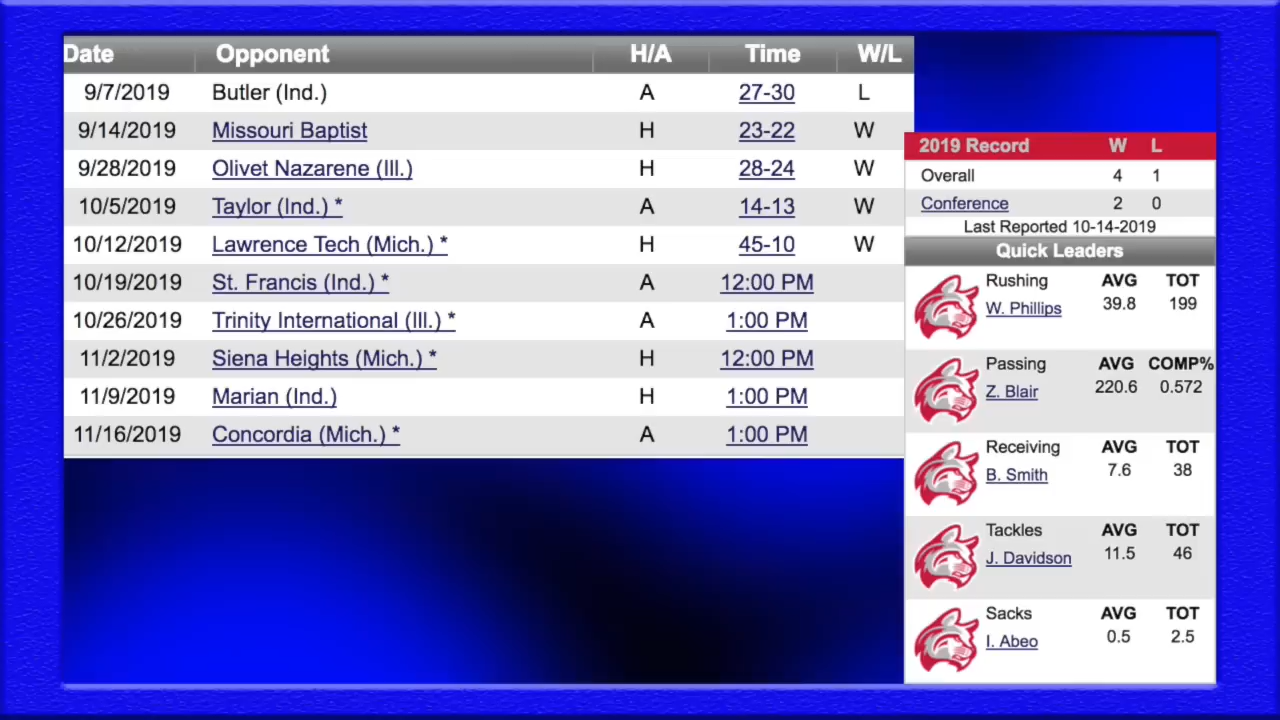 Date Opponent H/A Time W/L
9/7/2019 Butler (Ind.) A 27-30 L
9/14/2019 Missouri Baptist H 23-22 W
9/28/2019 Olivet Nazarene (Ill.) H 28-24 W
10/5/2019 Taylor (Ind.) * A 14-13 W
10/12/2019 Lawrence Tech (Mich.) * H 45-10 W
10/19/2019 St. Francis (Ind.) * A 12:00 PM
10/26/2019 Trinity International (Ill.) * A 1:00 PM
11/2/2019 Siena Heights (Mich.) * H 12:00 PM
11/9/2019 Marian (Ind.) H 1:00 PM
11/16/2019 Concordia (Mich.) * A 1:00 PM
2019 Record W L
Overall 4 1
Conference 2 0
Last Reported 10-14-2019
Quick Leaders
Rushing AVG TOT
W. Phillips 39.8 199
Passing AVG COMP%
Z. Blair 220.6 0.572
Receiving AVG TOT
B. Smith 7.6 38
Tackles AVG TOT
J. Davidson 11.5 46
Sacks AVG TOT
I. Abeo 0.5 2.5